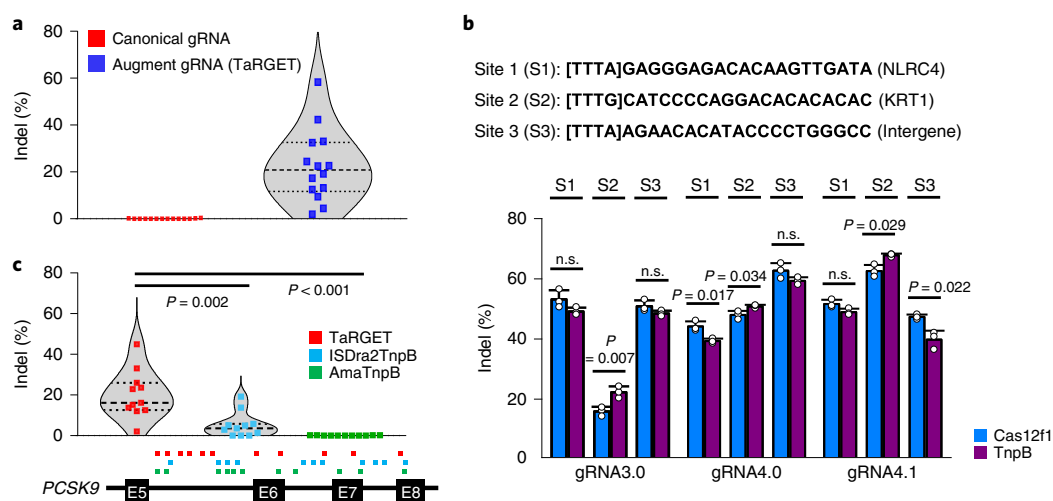 a
80
60
40
20
0
Indel (%)
Canonical gRNA
Augment gRNA (TaRGET)
b
Site 1 (S1): [TTTA]GAGGGAGACACAAGTTGATA (NLRC4)
Site 2 (S2): [TTTG]CATCCCCAGGACACACACAC (KRT1)
Site 3 (S3): [TTTA]AGAACACATACCCCTGGGCC (Intergene)
S1 S2 S3 S1 S2 S3 S1 S2 S3
80
60
40
20
0
Indel (%)
n.s.
P = 0.007
n.s.
P = 0.017
P = 0.034
n.s.
n.s.
P = 0.029
P = 0.022
gRNA3.0 gRNA4.0 gRNA4.1
Cas12f1
TnpB
c
80
60
40
20
0
Indel (%)
P = 0.002
P < 0.001
TaRGET
ISDra2TnpB
AmaTnpB
PCSK9 E5 E6 E7 E8